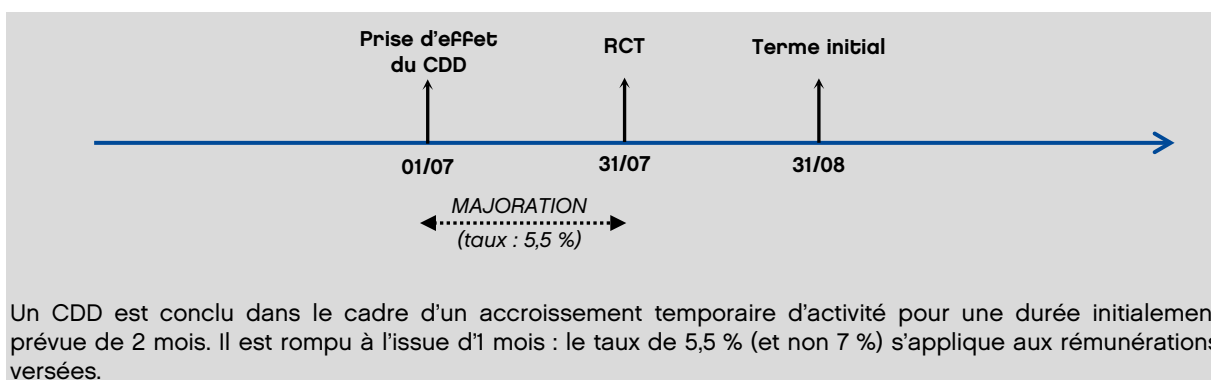 Prise d'effet
du CDD
RCT
Terme initial
01/07
31/07
31/08
MAJORATION
(taux : 5,5 %)
Un CDD est conclu dans le cadre d'un accroissement temporaire d'activité pour une durée initialemen
prévue de 2 mois. Il est rompu à l'issue d'1 mois : le taux de 5,5 % (et non 7 %) s'applique aux rémunérations
versées.